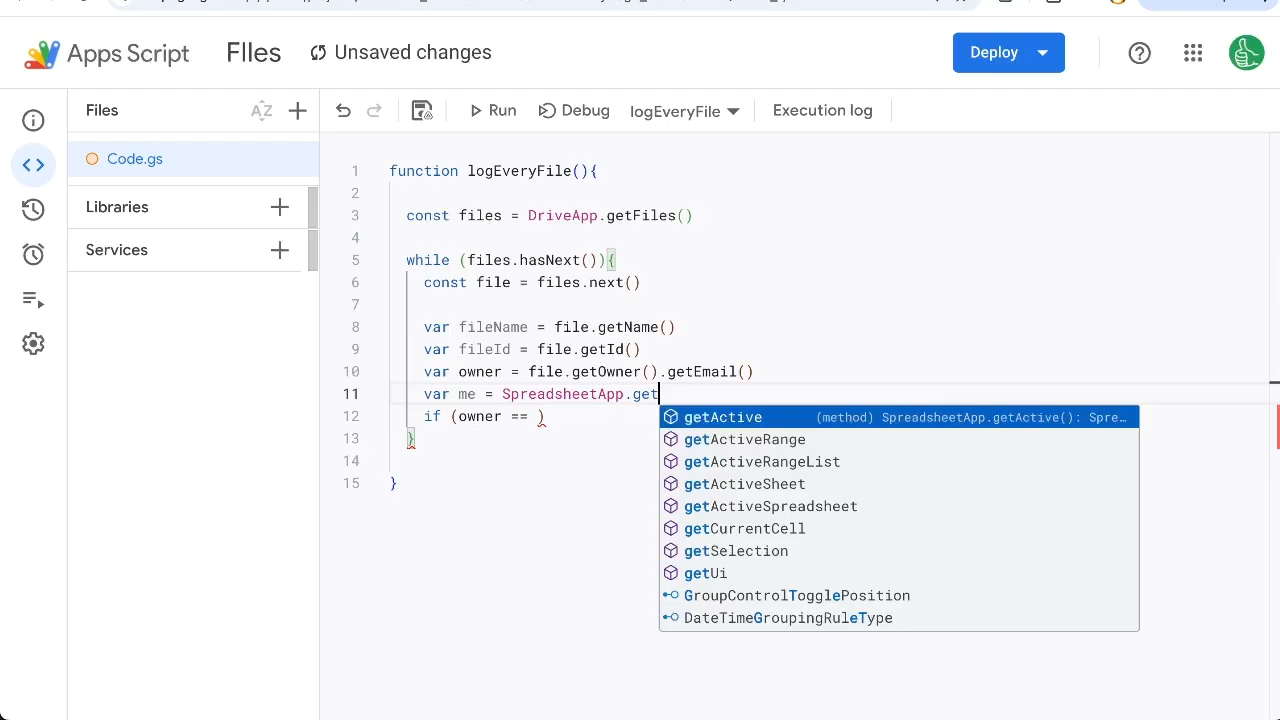 Apps Script
FIles
Unsaved changes
Deploy
Files
AZ
Run
Debug
logEveryFile
Execution log
Code.gs
Libraries
Services
1 function logEveryFile(){
2
3 const files = DriveApp.getFiles()
4
5 while (files.hasNext()){
6 const file = files.next()
7
8 var fileName = file.getName()
9 var fileId = file.getId()
10 var owner = file.getOwner().getEmail()
11 var me = SpreadsheetApp.get
12 if (owner == )
13 }
14
15 }
getActive (method) SpreadsheetApp.getActive(): Spre…
getActiveRange
getActiveRangeList
getActiveSheet
getActiveSpreadsheet
getCurrentCell
getSelection
getUi
GroupControlTogglePosition
DateTimeGroupingRuleType